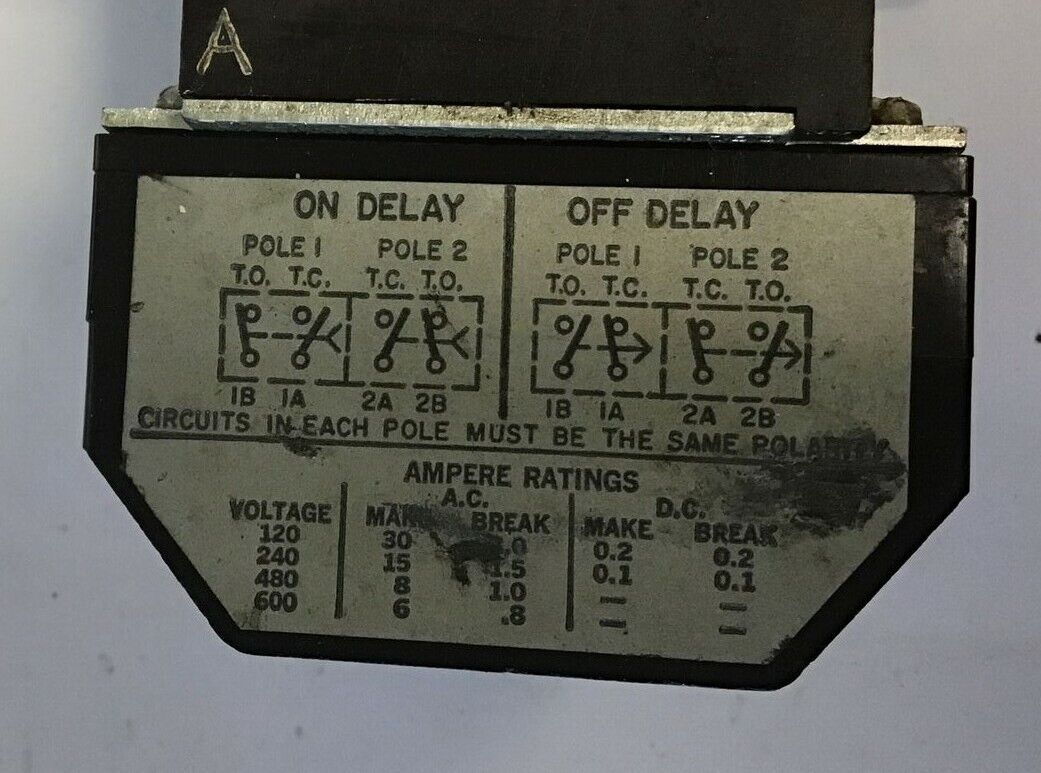 A
ON DELAY
POLE 1 POLE 2
T.O. T.C. T.C. T.O.
1B 1A 2A 2B
OFF DELAY
POLE 1 POLE 2
T.O. T.C. T.C. T.O.
1B 1A 2A 2B
CIRCUITS IN EACH POLE MUST BE THE SAME POLARITY
AMPERE RATINGS
A.C. D.C.
VOLTAGE MAKE BREAK MAKE BREAK
120 30 0.2 0.2
240 15 1.5 0.1 0.1
480 8 1.0 — —
600 6 .8 — —